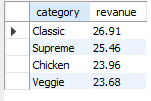 category revanue
Classic 26.91
Supreme 25.46
Chicken 23.96
Veggie 23.68